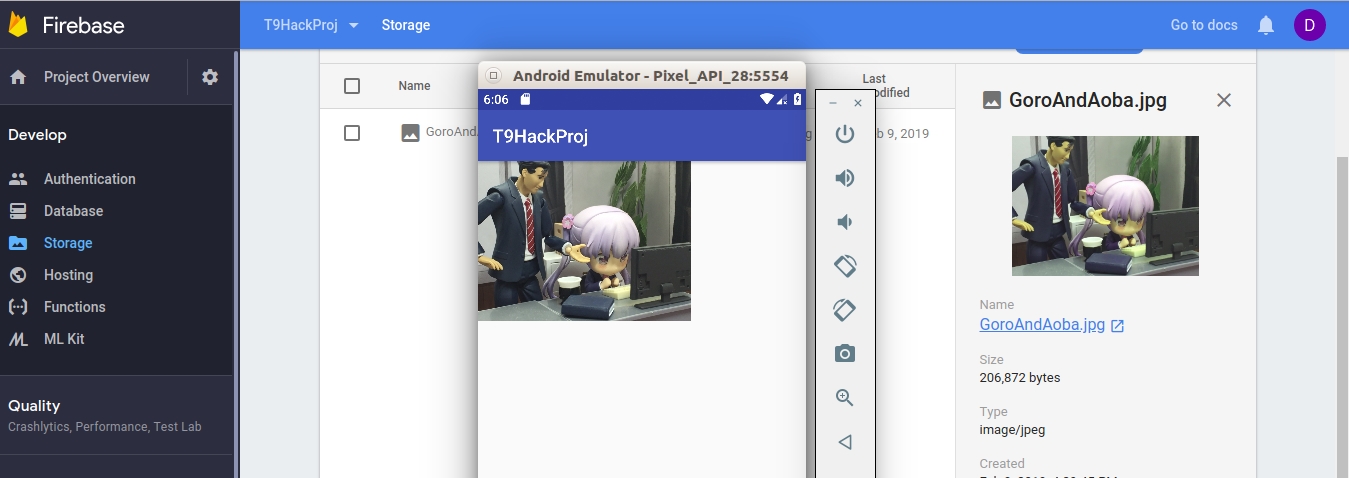 Firebase
Project Overview
Develop
Authentication
Database
Storage
Hosting
Functions
ML Kit
Quality
Crashlytics, Performance, Test Lab
T9HackProj
Storage
Go to docs
D
Name
Last
odified
GoroAnd
g
b 9, 2019
Android Emulator - Pixel_API_28:5554
6:06
T9HackProj
GoroAndAoba.jpg
Name
GoroAndAoba.jpg
Size
206,872 bytes
Type
image/jpeg
Created